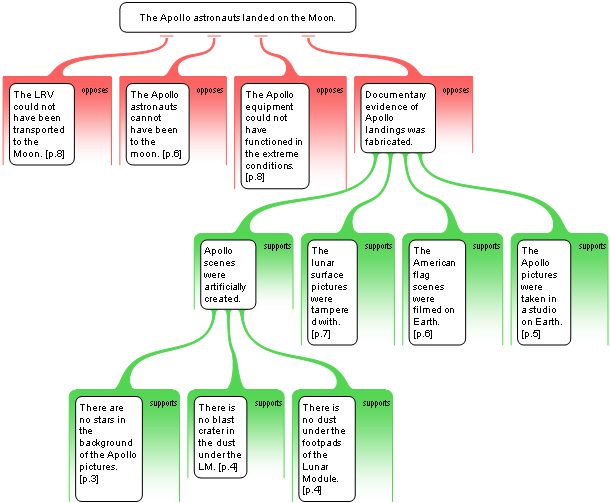 The Apollo astronauts landed on the Moon.
opposes
The LRV
could not
have been
transported
to the
Moon. [p.8]
opposes
The Apollo
astronauts
cannot
have been
to the
moon. [p.6]
opposes
The Apollo
equipment
could not
have
functioned in
the extreme
conditions.
[p.8]
opposes
Documentary
evidence of
Apollo
landings was
fabricated.
supports
Apollo
scenes
were
artificially
created.
supports
The
lunar
surface
pictures
were
tampere
d with.
[p.7]
supports
The
American
flag
scenes
were
filmed on
Earth.
[p.6]
supports
The
Apollo
pictures
were
taken in
a studio
on Earth.
[p.5]
supports
There are
no stars in
the
background
of the Apollo
pictures.
[p.3]
supports
There is
no blast
crater in
the dust
under the
LM. [p.4]
supports
There is
no dust
under the
footpads of
the Lunar
Module.
[p.4]